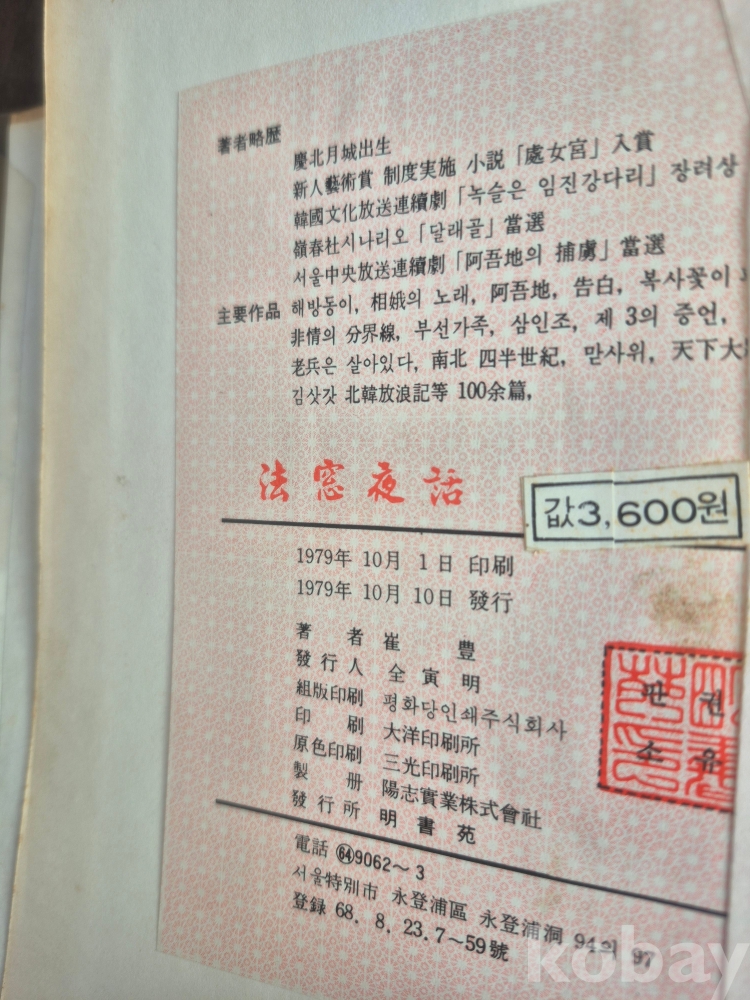 著者略歴
慶北月城出生
新人藝術賞 制度実施 小説「處女宮」入賞
韓國文化放送連續劇「녹슬은 임진강다리」장려상
嶺春社시나리오「달래골」當選
서울中央放送連續劇「阿吾地의 捕虜」當選
主要作品 해방동이, 相娥의 노래, 阿吾地, 告白, 복사꽃이
非情의 分界線, 부선가족, 삼인조, 제 3의 증언,
老兵은 살아있다, 南北 四半世紀, 맏사위, 天下大
김삿갓 北韓放浪記等 100余篇,
法窓夜話
값3,600원
1979年 10月 1日 印刷
1979年 10月 10日 發行
著者 崔豊
發行人 全寅明
組版印刷 평화당인쇄주식회사
印刷 大洋印刷所
原色印刷 三光印刷所
製册 陽志實業株式會社
發行所 明書苑
판권
소유
電話 64 9062~3
서울特別市 永登浦區 永登浦洞 94의 97
登錄 68. 8. 23. 7~59號
kobay